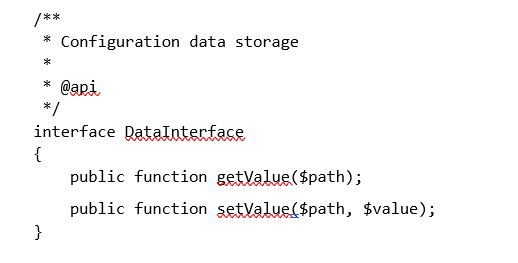 /**
 * Configuration data storage
 *
 * @api
 */
interface DataInterface
{
    public function getValue($path);
    public function setValue($path, $value);
}